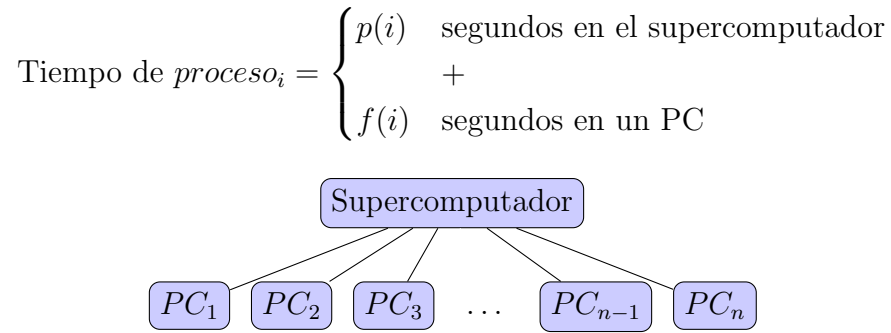 p(i) segundos en el supercomputador
Tiempo de proceso_i = { +
f(i) segundos en un PC
Supercomputador
PC_1 PC_2 PC_3 ... PC_{n−1} PC_n